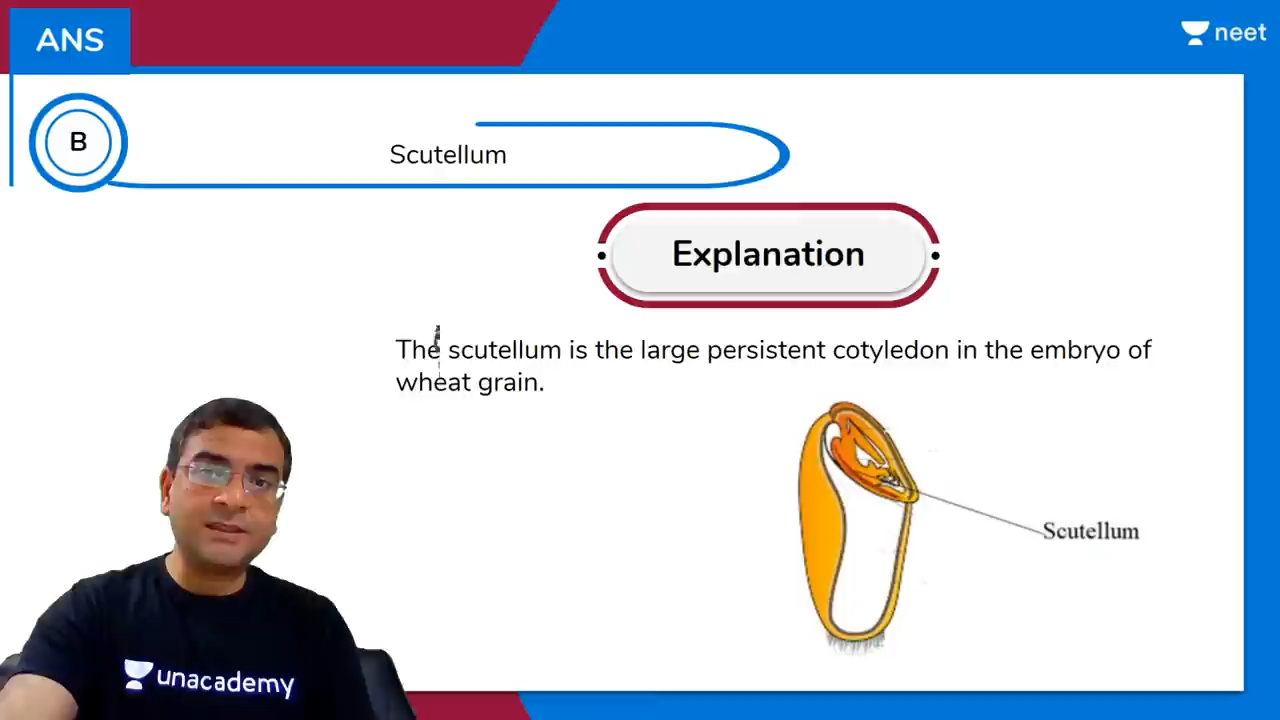 ANS
neet
B
Scutellum
Explanation
The scutellum is the large persistent cotyledon in the embryo of
wheat grain.
Scutellum
unacademy